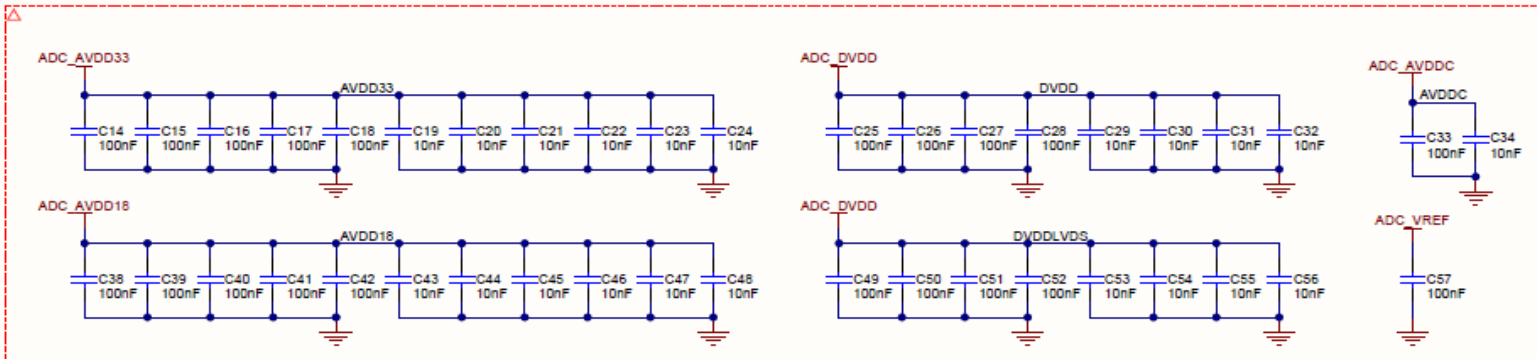 ADC_AVDD33
AVDD33
C14 100nF
C15 100nF
C16 100nF
C17 100nF
C18 100nF
C19 10nF
C20 10nF
C21 10nF
C22 10nF
C23 10nF
C24 10nF
ADC_DVDD
DVDD
C25 100nF
C26 100nF
C27 100nF
C28 100nF
C29 10nF
C30 10nF
C31 10nF
C32 10nF
ADC_AVDDC
AVDDC
C33 100nF
C34 10nF
ADC_AVDD18
AVDD18
C38 100nF
C39 100nF
C40 100nF
C41 100nF
C42 100nF
C43 10nF
C44 10nF
C45 10nF
C46 10nF
C47 10nF
C48 10nF
ADC_DVDD
DVDDLVDS
C49 100nF
C50 100nF
C51 100nF
C52 100nF
C53 10nF
C54 10nF
C55 10nF
C56 10nF
ADC_VREF
C57 100nF